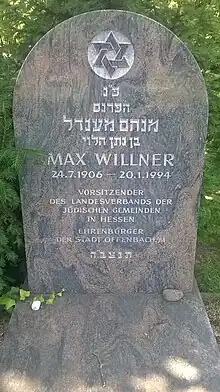 פ״נ
הפרנס
מנחם מענדל
בן נתן הלוי
MAX WILLNER
24.7.1906 — 20.1.1994
VORSITZENDER
DES LANDESVERBANDS DER
JÜDISCHEN GEMEINDEN
IN HESSEN
EHRENBÜRGER
DER STADT OFFENBACH/M
תנצבה